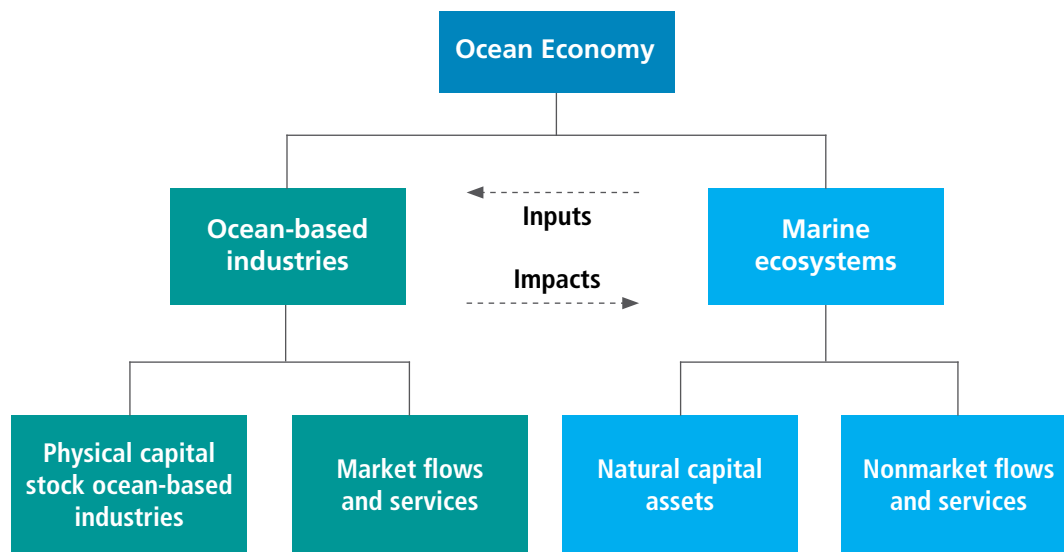 Ocean Economy
Ocean-based
industries
Inputs
Impacts
Marine
ecosystems
Physical capital
stock ocean-based
industries
Market flows
and services
Natural capital
assets
Nonmarket flows
and services